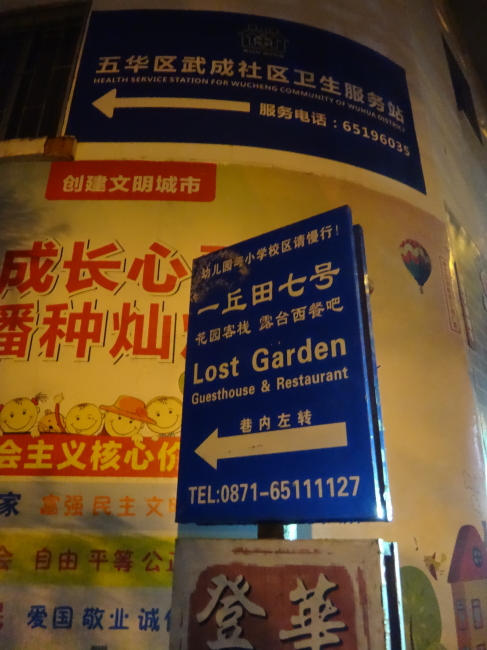 五华区武成社区卫生服务站
HEALTH SERVICE STATION FOR WUCHENG COMMUNITY OF WUHUA DISTRICT
服务电话：65196035
创建文明城市
成长心
播种灿
会主义核心价
家 富强 民主 文明
会 自由 平等 公正
爱国 敬业 诚信
幼儿园与小学校区请慢行！
一丘田七号
花园客栈 露台西餐吧
Lost Garden
Guesthouse & Restaurant
巷内左转
TEL:0871-65111127
登華